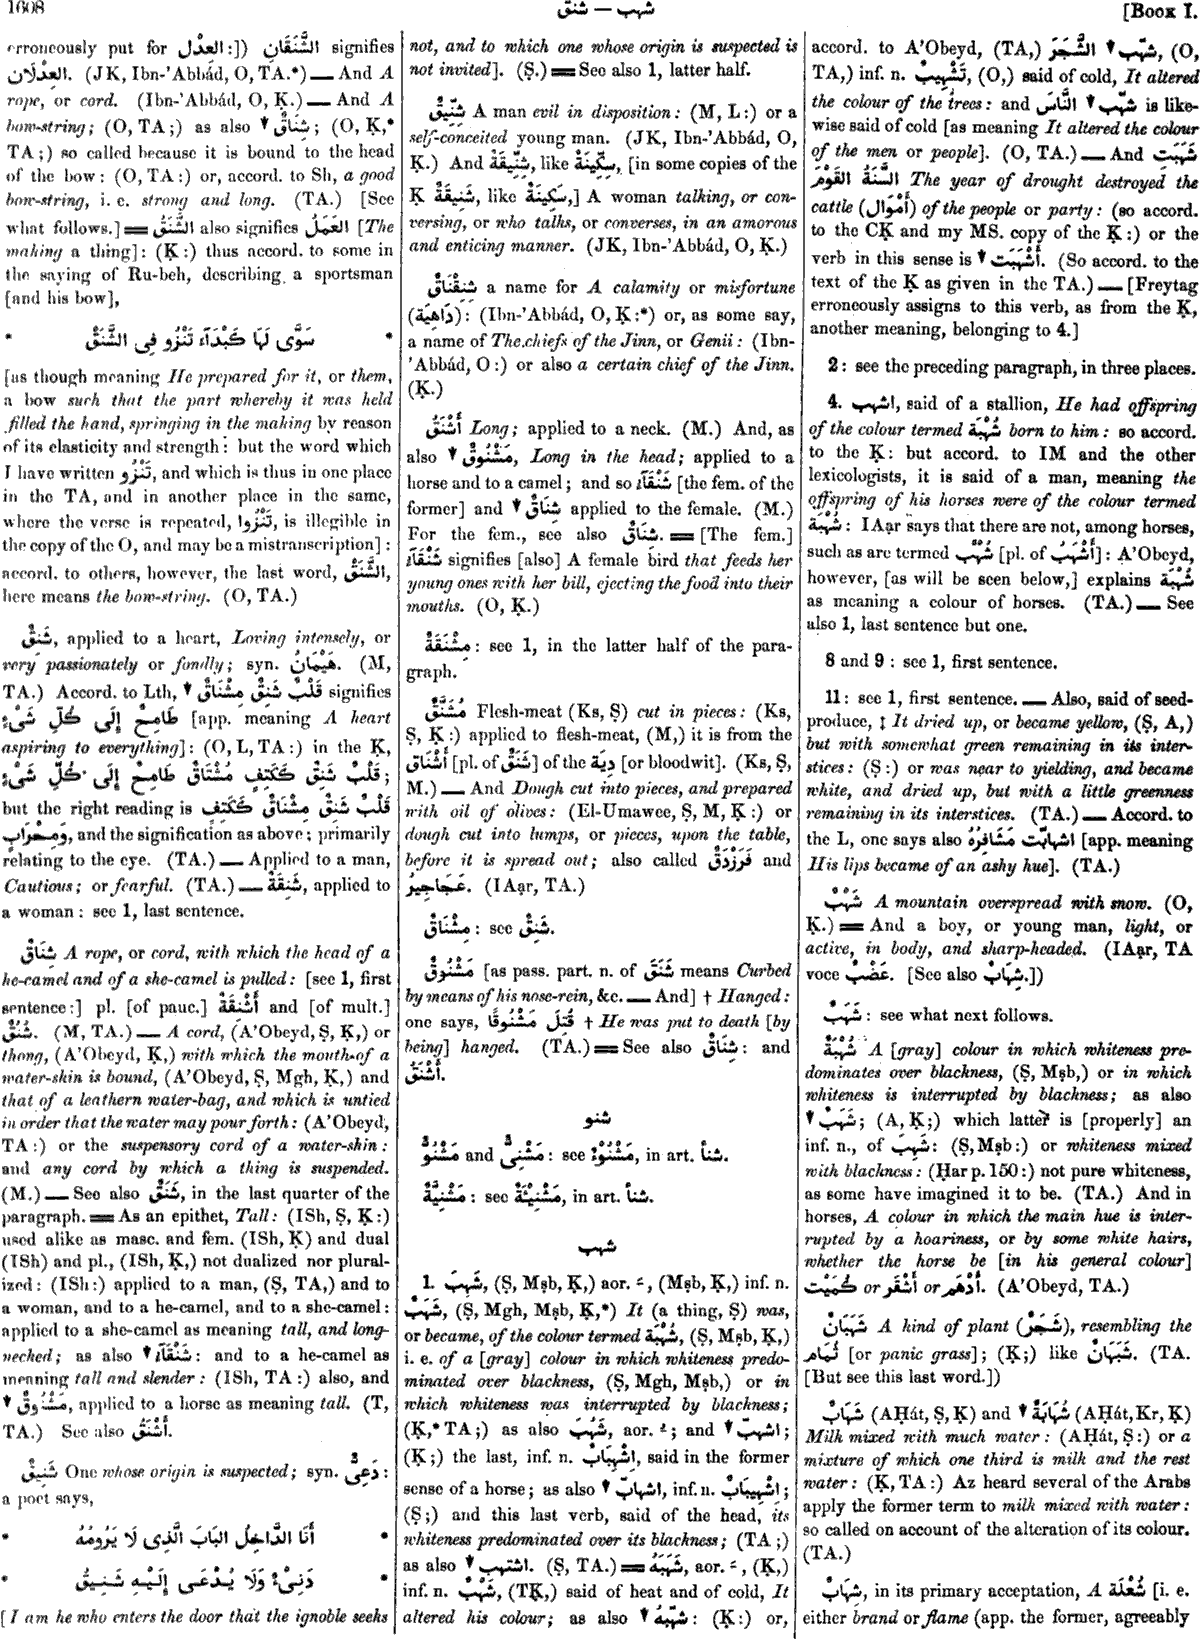 1608
شنق — شهب
[Book I.
erroneously put for العِدْل:]) الشَّنَقَانِ signifies
العِدْلَانِ. (JK, Ibn-'Abbád, O, TA.*) — And A
rope, or cord. (Ibn-'Abbád, O, Ḳ.) — And A
bow-string; (O, TA;) as also ▾ شِنَاقٌ; (O, Ḳ,*
TA;) so called because it is bound to the head
of the bow: (O, TA:) or, accord. to Sh, a good
bow-string, i. e. strong and long. (TA.) [See
what follows.] ＝ الشَّنَقُ also signifies العَمَلُ [The
making a thing]: (Ḳ:) thus accord. to some in
the saying of Ru-beh, describing a sportsman
[and his bow],
* سَوَّى لَهَا كَبْدَآءَ تَنْزُو فِى الشَّنَقْ *
[as though meaning He prepared for it, or them,
a bow such that the part whereby it was held
filled the hand, springing in the making by reason
of its elasticity and strength: but the word which
I have written تَنْزُو, and which is thus in one place
in the TA, and in another place in the same,
where the verse is repeated, تَنْزُوا, is illegible in
the copy of the O, and may be a mistranscription]:
accord. to others, however, the last word, الشَّنَقْ,
here means the bow-string. (O, TA.)
شَنِقٌ, applied to a heart, Loving intensely, or
very passionately or fondly; syn. هَيْمَانُ. (M,
TA.) Accord. to Lth, ▾ قَلْبٌ شَنِقٌ مِشْنَاقٌ signifies
طَامِحٌ إِلَى كُلِّ شَىْءٍ [app. meaning A heart
aspiring to everything]: (O, L, TA:) in the Ḳ,
قَلْبٌ شَنِقٌ كَكَتِفٍ مُشْتَاقٌ طَامِحٌ إِلَى كُلِّ شَىْءٍ;
but the right reading is قَلْبٌ شَنِقٌ مِشْنَاقٌ كَكَتِفٍ
وَمِحْرَابٍ, and the signification as above; primarily
relating to the eye. (TA.) — Applied to a man,
Cautious; or fearful. (TA.) — شَنِقَةٌ, applied to
a woman: see 1, last sentence.
شِنَاقٌ A rope, or cord, with which the head of a
he-camel and of a she-camel is pulled: [see 1, first
sentence:] pl. [of pauc.] أَشْنِقَةٌ and [of mult.]
شُنُقٌ. (M, TA.) — A cord, (A'Obeyd, Ṣ, Ḳ,) or
thong, (A'Obeyd, Ḳ,) with which the mouth of a
water-skin is bound, (A'Obeyd, Ṣ, Mgh, Ḳ,) and
that of a leathern water-bag, and which is untied
in order that the water may pour forth: (A'Obeyd,
TA:) or the suspensory cord of a water-skin:
and any cord by which a thing is suspended.
(M.) — See also شَنَقٌ, in the last quarter of the
paragraph. ＝ As an epithet, Tall: (ISh, Ṣ, Ḳ:)
used alike as masc. and fem. (ISh, Ḳ) and dual
(ISh) and pl., (ISh, Ḳ,) not dualized nor plural-
ized: (ISh:) applied to a man, (Ṣ, TA,) and to
a woman, and to a he-camel, and to a she-camel:
applied to a she-camel as meaning tall, and long-
necked; as also ▾ شَنْقَآءُ: and to a he-camel as
meaning tall and slender: (ISh, TA:) also, and
▾ مَشْنُوقٌ, applied to a horse as meaning tall. (T,
TA.) See also أَشْنَقُ.
شَنِيقٌ One whose origin is suspected; syn. دَعِىٌّ:
a poet says,
* أَنَا الدَّاخِلُ البَابَ الَّذِى لَا يَرُومُهُ *
* دَنِىْءٌ وَلَا يُدْعَى إِلَيْهِ شَنِيقُ *
[I am he who enters the door that the ignoble seeks
not, and to which one whose origin is suspected is
not invited]. (Ṣ.) ＝ See also 1, latter half.
شِنِّيقٌ A man evil in disposition: (M, L:) or a
self-conceited young man. (JK, Ibn-'Abbád, O,
Ḳ.) And شِنِّيقَةٌ, like سِكِّينَةٌ, [in some copies of the
Ḳ شَنِيقَةٌ, like سَكِينَةٌ,] A woman talking, or con-
versing, or who talks, or converses, in an amorous
and enticing manner. (JK, Ibn-'Abbád, O, Ḳ.)
شِنِقْنَاقٌ a name for A calamity or misfortune
(دَاهِيَة): (Ibn-'Abbád, O, Ḳ:*) or, as some say,
a name of The chiefs of the Jinn, or Genii: (Ibn-
'Abbád, O:) or also a certain chief of the Jinn.
(Ḳ.)
أَشْنَقُ Long; applied to a neck. (M.) And, as
also ▾ مَشْنُوقٌ, Long in the head; applied to a
horse and to a camel; and so شَنْقَآءُ [the fem. of the
former] and ▾ شِنَاقٌ applied to the female. (M.)
For the fem., see also شِنَاقٌ. ＝ [The fem.]
شَنْقَآءُ signifies [also] A female bird that feeds her
young ones with her bill, ejecting the food into their
mouths. (O, Ḳ.)
مِشْنَقَةٌ: see 1, in the latter half of the para-
graph.
مُشَنَّقٌ Flesh-meat (Ks, Ṣ) cut in pieces: (Ks,
Ṣ, Ḳ:) applied to flesh-meat, (M,) it is from the
أَشْنَاق [pl. of شَنَقٌ] of the دِيَة [or bloodwit]. (Ks, Ṣ,
M.) — And Dough cut into pieces, and prepared
with oil of olives: (El-Umawee, Ṣ, M, Ḳ:) or
dough cut into lumps, or pieces, upon the table,
before it is spread out; also called فَرَزْدَقٌ and
عَجَاجِيرُ. (IAạr, TA.)
مِشْنَاقٌ: see شَنِقٌ.
مَشْنُوقٌ [as pass. part. n. of شَنَقَ means Curbed
by means of his nose-rein, &c. — And] † Hanged:
one says, قُتِلَ مَشْنُوقًا † He was put to death [by
being] hanged. (TA.) ＝ See also شِنَاقٌ: and
أَشْنَقُ.
شنو
مَشْنُوٌّ and مَشْنِىٌّ: see مَشْنُوْءٌ, in art. شنأ.
مَشْنِيَّةٌ: see مَشْنِيْئَةٌ, in art. شنأ.
شهب
1. شَهِبَ, (Ṣ, Mṣb, Ḳ,) aor. ـَ, (Mṣb, Ḳ,) inf. n.
شَهَبٌ, (Ṣ, Mgh, Mṣb, Ḳ,*) It (a thing, Ṣ) was,
or became, of the colour termed شُهْبَة, (Ṣ, Mṣb, Ḳ,)
i. e. of a [gray] colour in which whiteness predo-
minated over blackness, (Ṣ, Mgh, Mṣb,) or in
which whiteness was interrupted by blackness;
(Ḳ,* TA;) as also شَهُبَ, aor. ـُ; and ▾ اشهبّ;
(Ḳ;) the last, inf. n. اِشْهِبَابٌ, said in the former
sense of a horse; as also ▾ اشهابّ, inf. n. اِشْهِيبَابٌ;
(Ṣ;) and this last verb, said of the head, its
whiteness predominated over its blackness; (TA;)
as also ▾ اشتهب. (Ṣ, TA.) ＝ شَهَبَهُ, aor. ـَ, (Ḳ,)
inf. n. شَهْبٌ, (TḲ,) said of heat and of cold, It
altered his colour; as also ▾ شهّبهُ: (Ḳ:) or,
accord. to A'Obeyd, (TA,) شهّب ▾ الشَّجَرَ, (O,
TA,) inf. n. تَشْهِيبٌ, (O,) said of cold, It altered
the colour of the trees: and شهّب ▾ النَّاسَ is like-
wise said of cold [as meaning It altered the colour
of the men or people]. (O, TA.) — And شَهَبَتِ
السَّنَةُ القَوْمَ The year of drought destroyed the
cattle (أَمْوَال) of the people or party: (so accord.
to the CḲ and my MS. copy of the Ḳ:) or the
verb in this sense is ▾ أَشْهَبَت. (So accord. to the
text of the Ḳ as given in the TA.) — [Freytag
erroneously assigns to this verb, as from the Ḳ,
another meaning, belonging to 4.]
2: see the preceding paragraph, in three places.
4. اشهب, said of a stallion, He had offspring
of the colour termed شُهْبَة born to him: so accord.
to the Ḳ: but accord. to IM and the other
lexicologists, it is said of a man, meaning the
offspring of his horses were of the colour termed
شُهْبَة: IAạr says that there are not, among horses,
such as are termed شُهْبٌ [pl. of أَشْهَبُ]: A'Obeyd,
however, [as will be seen below,] explains شُهْبَة
as meaning a colour of horses. (TA.) — See
also 1, last sentence but one.
8 and 9: see 1, first sentence.
11: see 1, first sentence. — Also, said of seed-
produce, ‡ It dried up, or became yellow, (Ṣ, A,)
but with somewhat green remaining in its inter-
stices: (Ṣ:) or was near to yielding, and became
white, and dried up, but with a little greenness
remaining in its interstices. (TA.) — Accord. to
the L, one says also اشهابّت مَشَافِرُهُ [app. meaning
His lips became of an ashy hue]. (TA.)
شَهْبٌ A mountain overspread with snow. (O,
Ḳ.) ＝ And a boy, or young man, light, or
active, in body, and sharp-headed. (IAạr, TA
voce عَضْبٌ. [See also شِهَابٌ.])
شَهَبٌ: see what next follows.
شُهْبَةٌ A [gray] colour in which whiteness pre-
dominates over blackness, (Ṣ, Mṣb,) or in which
whiteness is interrupted by blackness; as also
▾ شَهَبٌ; (A, Ḳ;) which latter is [properly] an
inf. n., of شَهِبَ: (Ṣ, Mṣb:) or whiteness mixed
with blackness: (Ḥar p. 150:) not pure whiteness,
as some have imagined it to be. (TA.) And in
horses, A colour in which the main hue is inter-
rupted by a hoariness, or by some white hairs,
whether the horse be [in his general colour]
كُمَيْت or أَشْقَر or أَدْهَم. (A'Obeyd, TA.)
شَهَبَانٌ A kind of plant (شَجَرٌ), resembling the
ثُمَام [or panic grass]; (Ḳ;) like شَبَهَانٌ. (TA.
[But see this last word.])
شَهَابٌ (AḤát, Ṣ, Ḳ) and ▾ شُهَابَةٌ (AḤát, Kr, Ḳ)
Milk mixed with much water: (AḤát, Ṣ:) or a
mixture of which one third is milk and the rest
water: (Ḳ, TA:) Az heard several of the Arabs
apply the former term to milk mixed with water:
so called on account of the alteration of its colour.
(TA.)
شِهَابٌ, in its primary acceptation, A شُعْلَة [i. e.
either brand or flame (app. the former, agreeably